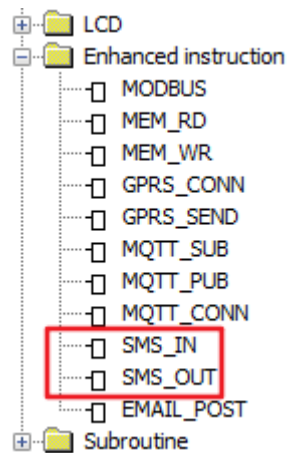 LCD
Enhanced instruction
MODBUS
MEM_RD
MEM_WR
GPRS_CONN
GPRS_SEND
MQTT_SUB
MQTT_PUB
MQTT_CONN
SMS_IN
SMS_OUT
EMAIL_POST
Subroutine